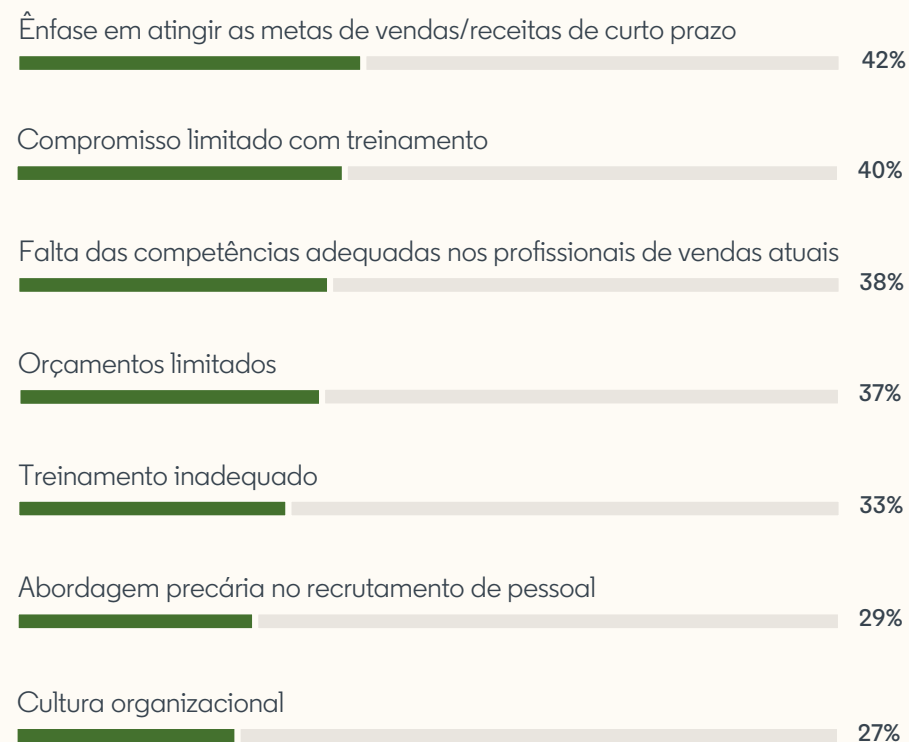 Ênfase em atingir as metas de vendas/receitas de curto prazo
42%
Compromisso limitado com treinamento
40%
Falta das competências adequadas nos profissionais de vendas atuais
38%
Orçamentos limitados
37%
Treinamento inadequado
33%
Abordagem precária no recrutamento de pessoal
29%
Cultura organizacional
27%